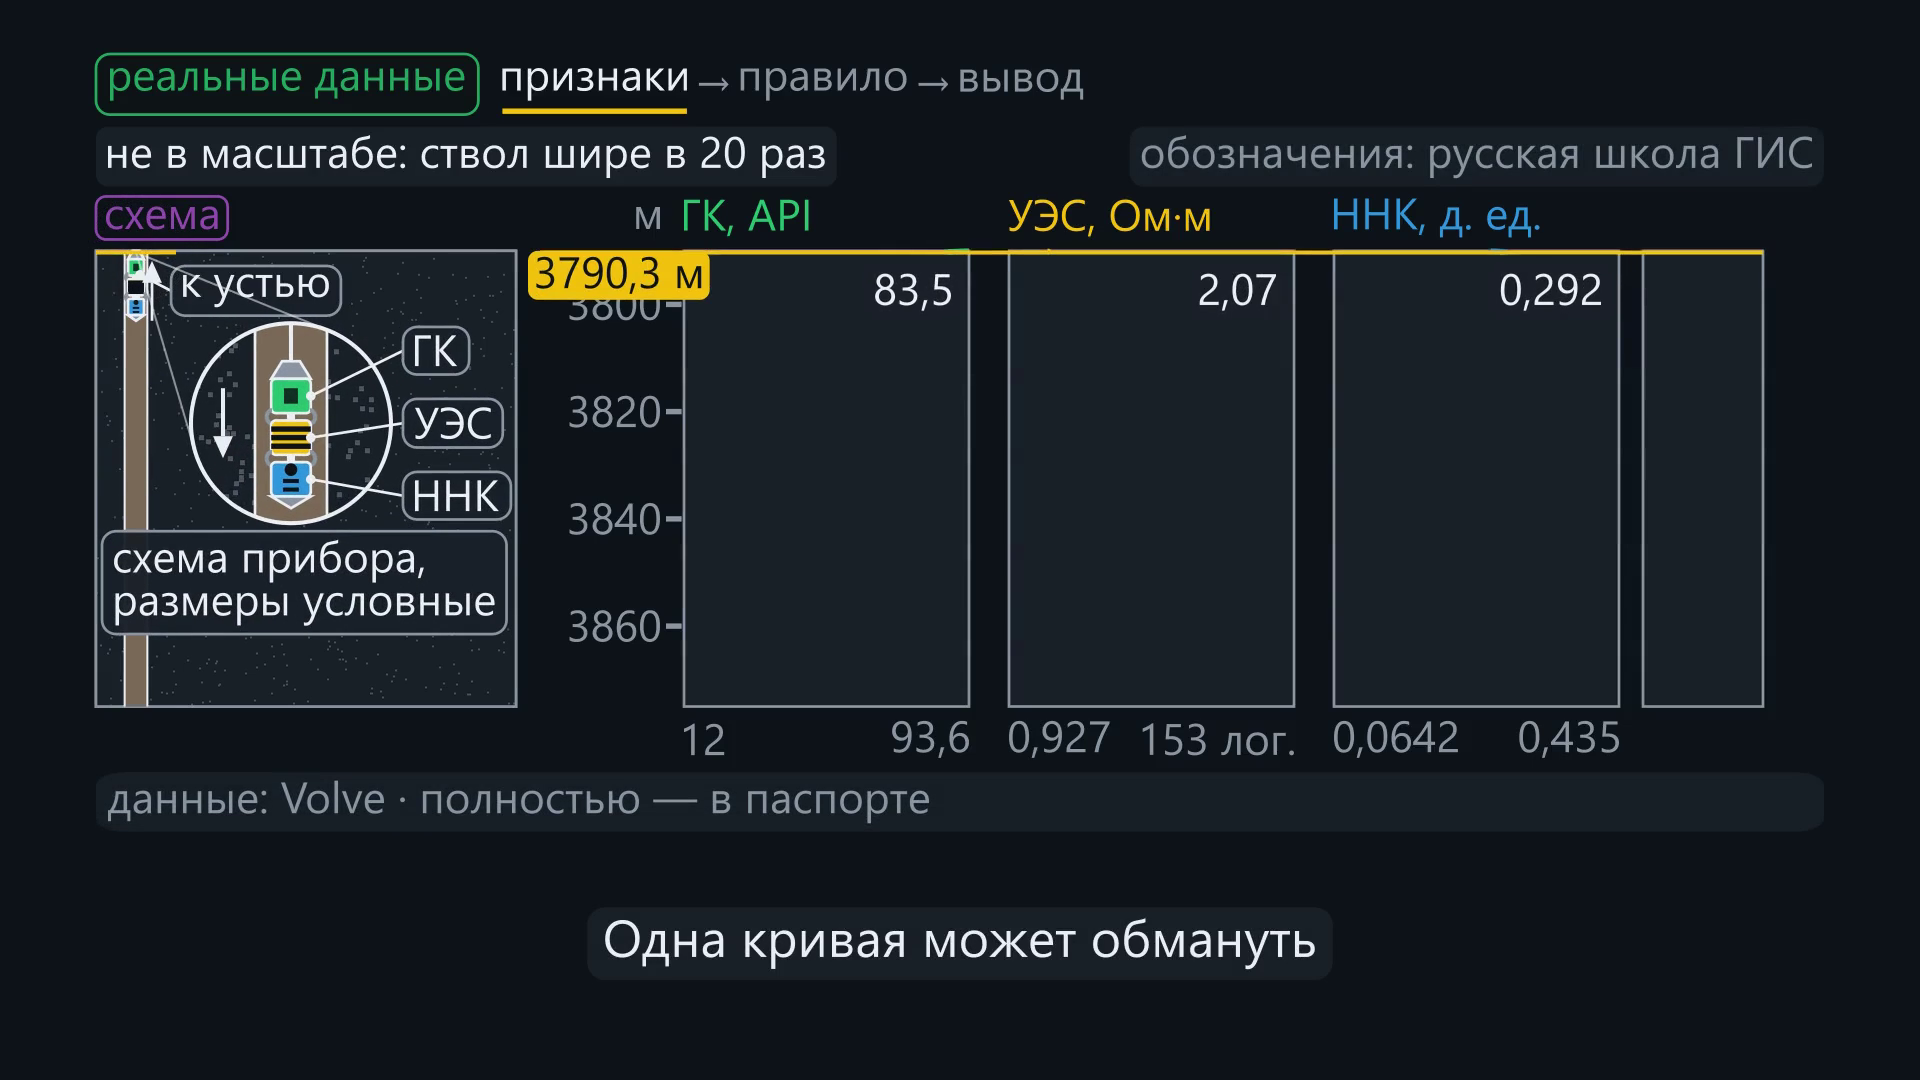 реальные данные признаки → правило → вывод
не в масштабе: ствол шире в 20 раз
обозначения: русская школа ГИС
схема
м ГК, API
УЭС, Ом·м
ННК, д. ед.
к устью
3790,3 м
83,5
2,07
0,292
3800
ГК
УЭС
ННК
схема прибора,
размеры условные
3820
3840
3860
12 93,6
0,927 153 лог.
0,0642 0,435
данные: Volve · полностью — в паспорте
Одна кривая может обмануть